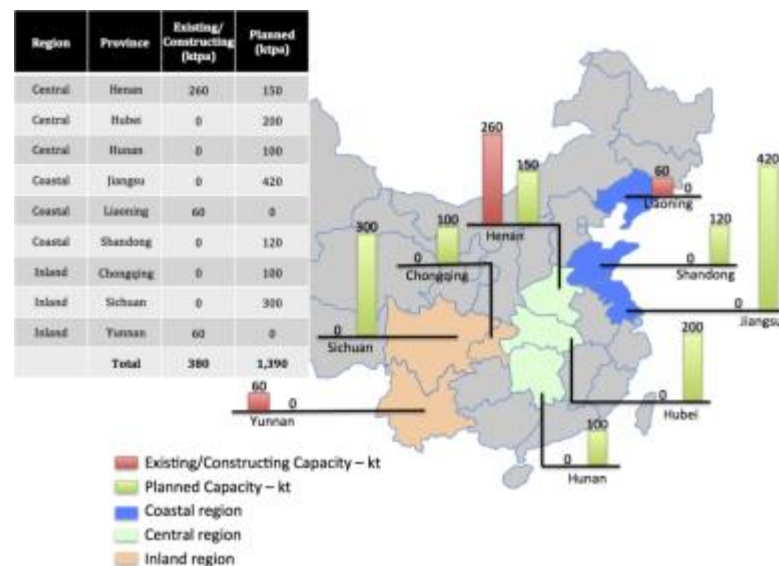 Region Province Existing/Constructing (ktpa) Planned (ktpa)
Central Henan 260 150
Central Hubei 0 200
Central Hunan 0 100
Coastal Jiangsu 0 420
Coastal Liaoning 60 0
Coastal Shandong 0 120
Inland Chongqing 0 100
Inland Sichuan 0 300
Inland Yunnan 60 0
Total 380 1,390
260
150
Henan
60
0
Liaoning
420
0
Jiangsu
300
0
Sichuan
100
0
Chongqing
120
0
Shandong
200
0
Hubei
60
0
Yunnan
100
0
Hunan
Existing/Constructing Capacity – kt
Planned Capacity – kt
Coastal region
Central region
Inland region